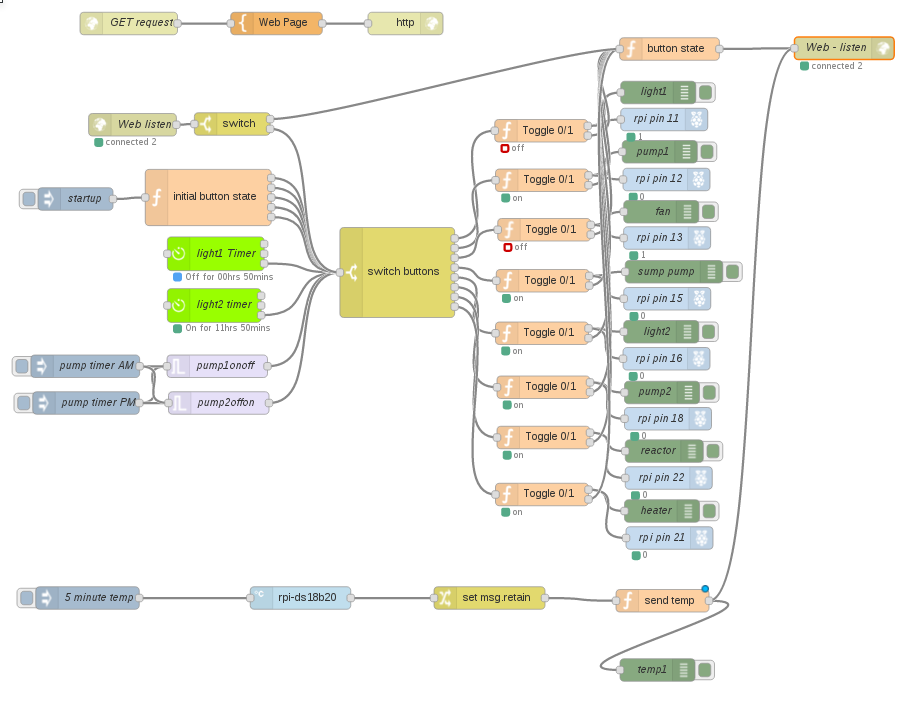 GET request
Web Page
http
button state
Web - listen
connected 2
light1
rpi pin 11
1
Web listen
connected 2
switch
Toggle 0/1
off
pump1
rpi pin 12
0
startup
initial button state
Toggle 0/1
on
fan
rpi pin 13
1
light1 Timer
Off for 00hrs 50mins
Toggle 0/1
off
switch buttons
sump pump
rpi pin 15
0
light2 timer
On for 11hrs 50mins
Toggle 0/1
on
light2
rpi pin 16
0
Toggle 0/1
on
pump timer AM
pump1onoff
pump2
rpi pin 18
0
pump timer PM
pump2offon
Toggle 0/1
on
reactor
rpi pin 22
0
Toggle 0/1
on
heater
rpi pin 21
0
Toggle 0/1
on
5 minute temp
rpi-ds18b20
set msg.retain
send temp
temp1